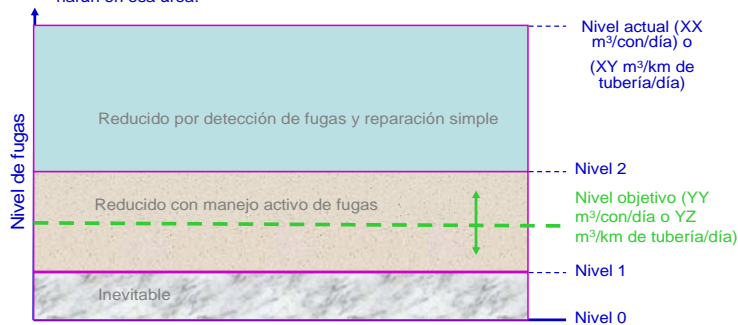 Nivel actual (XX
m³/con/día) o
(XY m³/km de
tubería/día)
Nivel de fugas
Reducido por detección de fugas y reparación simple
Nivel 2
Reducido con manejo activo de fugas
Nivel objetivo (YY
m³/con/día o YZ
m³/km de tubería/día)
Nivel 1
Inevitable
Nivel 0